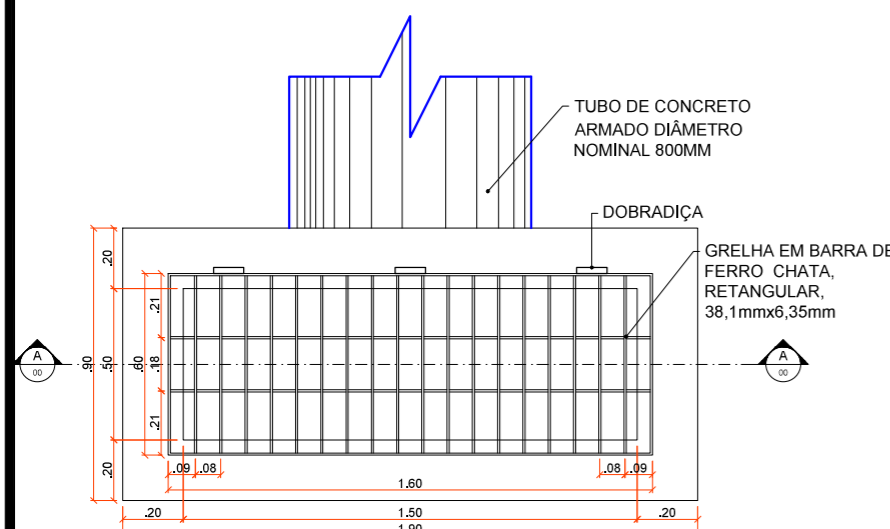 TUBO DE CONCRETO
ARMADO DIÂMETRO
NOMINAL 800MM
DOBRADIÇA
GRELHA EM BARRA DE
FERRO CHATA,
RETANGULAR,
38,1mmx6,35mm
.20
.21
A
00
.90
.50
.60
.18
A
00
.21
.20
.09
.08
.08
.09
1.60
.20
1.50
.20
1.90